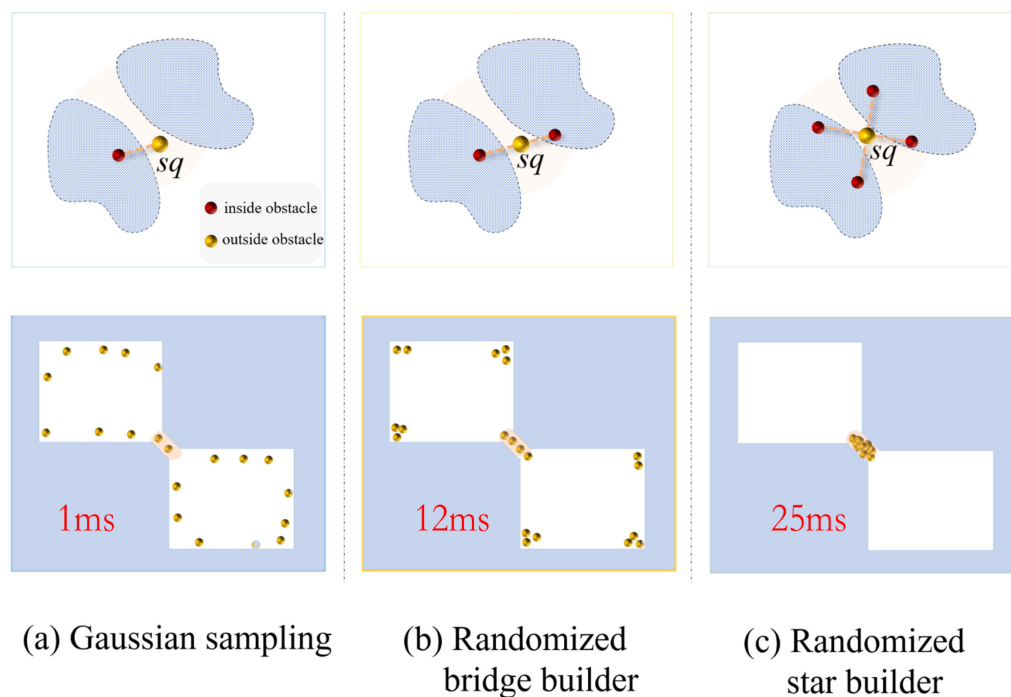 sq
inside obstacle
outside obstacle
sq
sq
1ms
12ms
25ms
(a) Gaussian sampling
(b) Randomized
bridge builder
(c) Randomized
star builder